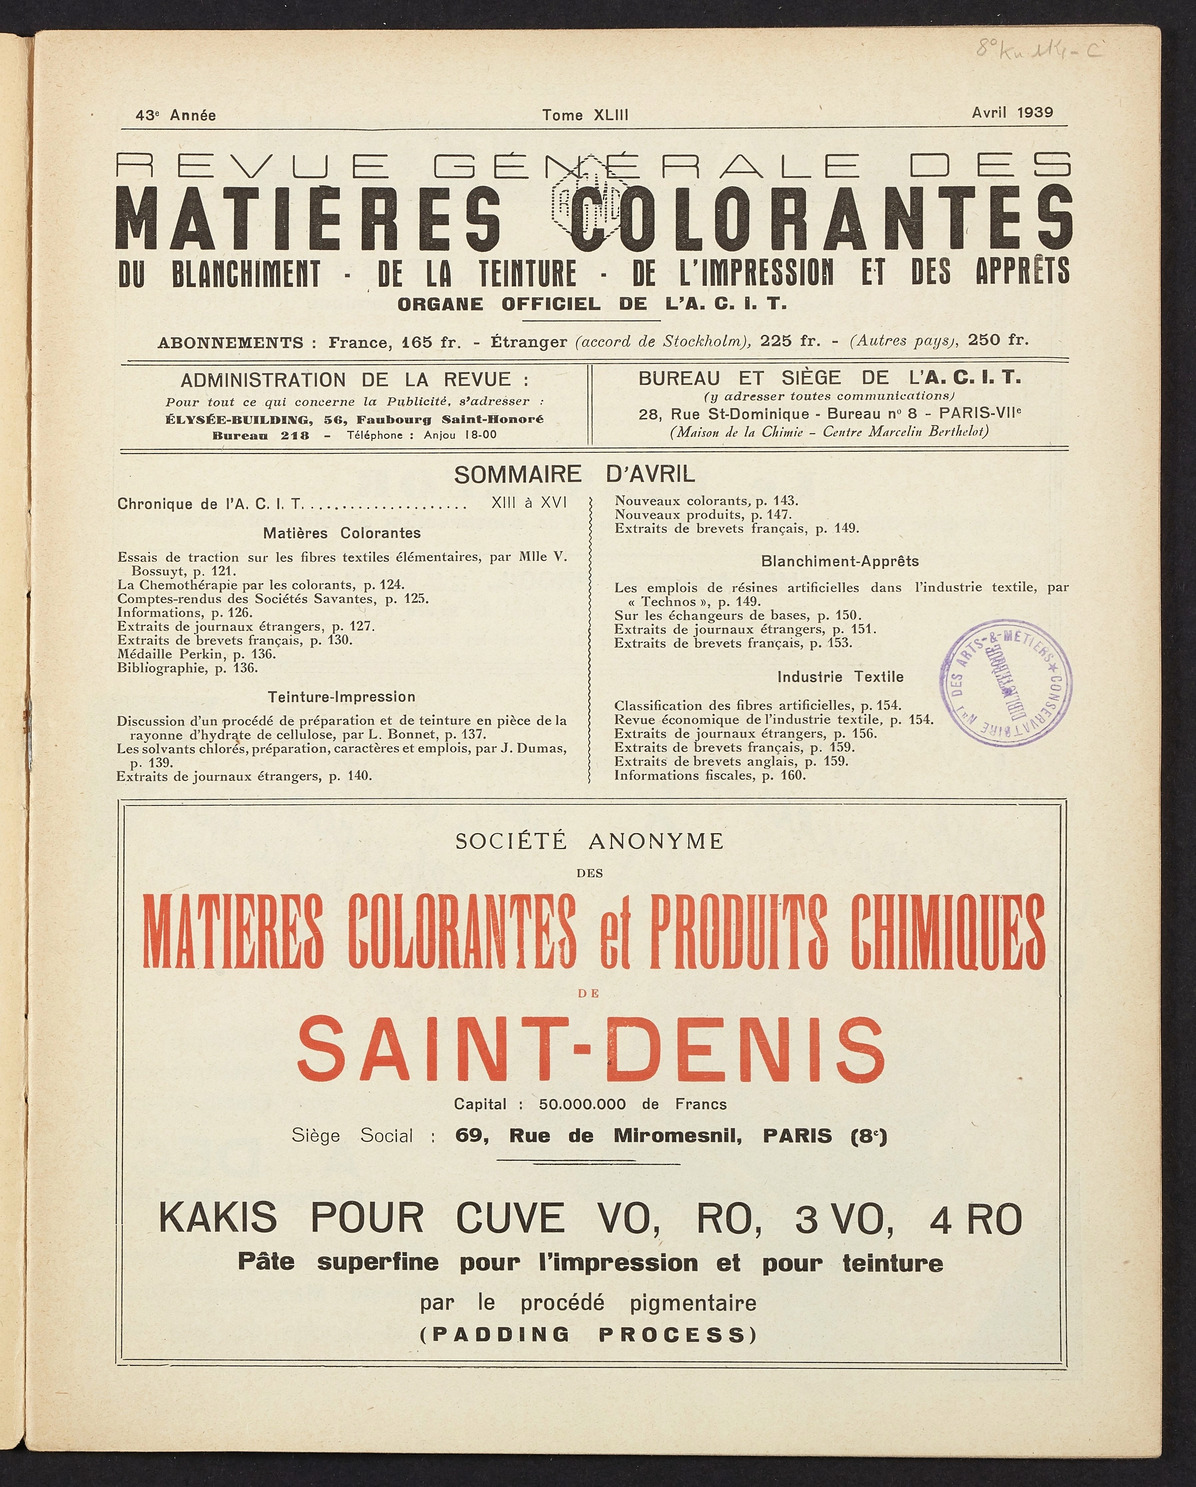 43e Année Tome XLIII Avril 1939
REVUE GÉNÉRALE DES
MATIÈRES COLORANTES
DU BLANCHIMENT - DE LA TEINTURE - DE L'IMPRESSION ET DES APPRÊTS
ORGANE OFFICIEL DE L'A. C. I. T.
ABONNEMENTS : France, 165 fr. - Étranger (accord de Stockholm), 225 fr. - (Autres pays), 250 fr.
ADMINISTRATION DE LA REVUE :
Pour tout ce qui concerne la Publicité, s'adresser :
ÉLYSÉE-BUILDING, 56, Faubourg Saint-Honoré
Bureau 218 - Téléphone : Anjou 18-00
BUREAU ET SIÈGE DE L'A. C. I. T.
(y adresser toutes communications)
28, Rue St-Dominique - Bureau nº 8 - PARIS-VIIe
(Maison de la Chimie - Centre Marcelin Berthelot)
SOMMAIRE D'AVRIL
Chronique de l'A. C. I. T..................... XIII à XVI
Matières Colorantes
Essais de traction sur les fibres textiles élémentaires, par Mlle V.
Bossuyt, p. 121.
La Chemothérapie par les colorants, p. 124.
Comptes-rendus des Sociétés Savantes, p. 125.
Informations, p. 126.
Extraits de journaux étrangers, p. 127.
Extraits de brevets français, p. 130.
Médaille Perkin, p. 136.
Bibliographie, p. 136.
Teinture-Impression
Discussion d'un procédé de préparation et de teinture en pièce de la
rayonne d'hydrate de cellulose, par L. Bonnet, p. 137.
Les solvants chlorés, préparation, caractères et emplois, par J. Dumas,
p. 139.
Extraits de journaux étrangers, p. 140.
Nouveaux colorants, p. 143.
Nouveaux produits, p. 147.
Extraits de brevets français, p. 149.
Blanchiment-Apprêts
Les emplois de résines artificielles dans l'industrie textile, par
« Technos », p. 149.
Sur les échangeurs de bases, p. 150.
Extraits de journaux étrangers, p. 151.
Extraits de brevets français, p. 153.
Industrie Textile
Classification des fibres artificielles, p. 154.
Revue économique de l'industrie textile, p. 154.
Extraits de journaux étrangers, p. 156.
Extraits de brevets français, p. 159.
Extraits de brevets anglais, p. 159.
Informations fiscales, p. 160.
CONSERVATOIRE Nal DES ARTS-&-METIERS
BIBLIOTHÈQUE
SOCIÉTÉ ANONYME
DES
MATIERES COLORANTES et PRODUITS CHIMIQUES
DE
SAINT-DENIS
Capital : 50.000.000 de Francs
Siège Social : 69, Rue de Miromesnil, PARIS (8e)
KAKIS POUR CUVE VO, RO, 3 VO, 4 RO
Pâte superfine pour l'impression et pour teinture
par le procédé pigmentaire
(PADDING PROCESS)